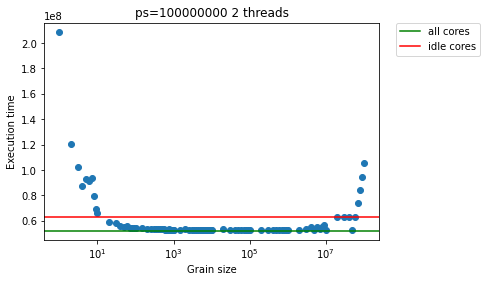 ps=100000000 2 threads
1e8
2.0
1.8
1.6
1.4
1.2
1.0
0.8
0.6
Execution time
10¹
10³
10⁵
10⁷
Grain size
all cores
idle cores